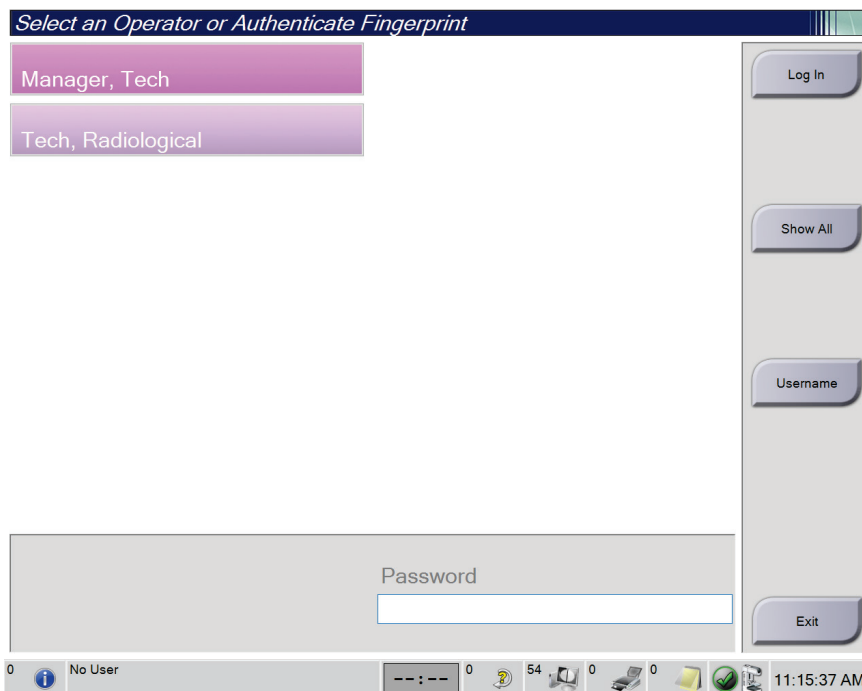 Select an Operator or Authenticate Fingerprint
Manager, Tech
Log In
Tech, Radiological
Show All
Username
Password
Exit
0
No User
--:--
0
54
0
0
11:15:37 AM